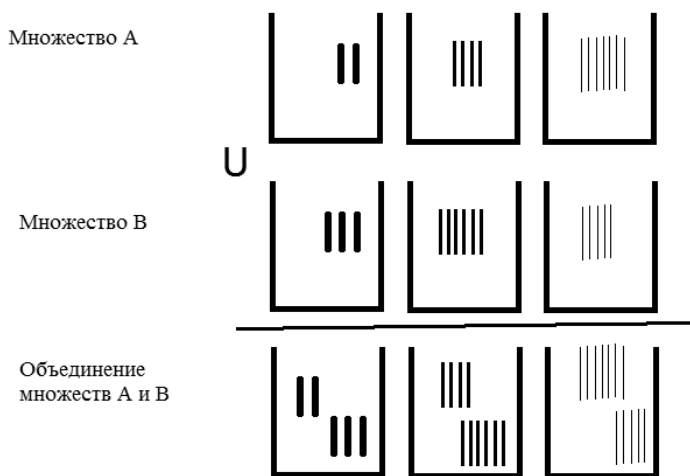 Множество А
U
Множество В
Объединение
множеств А и В